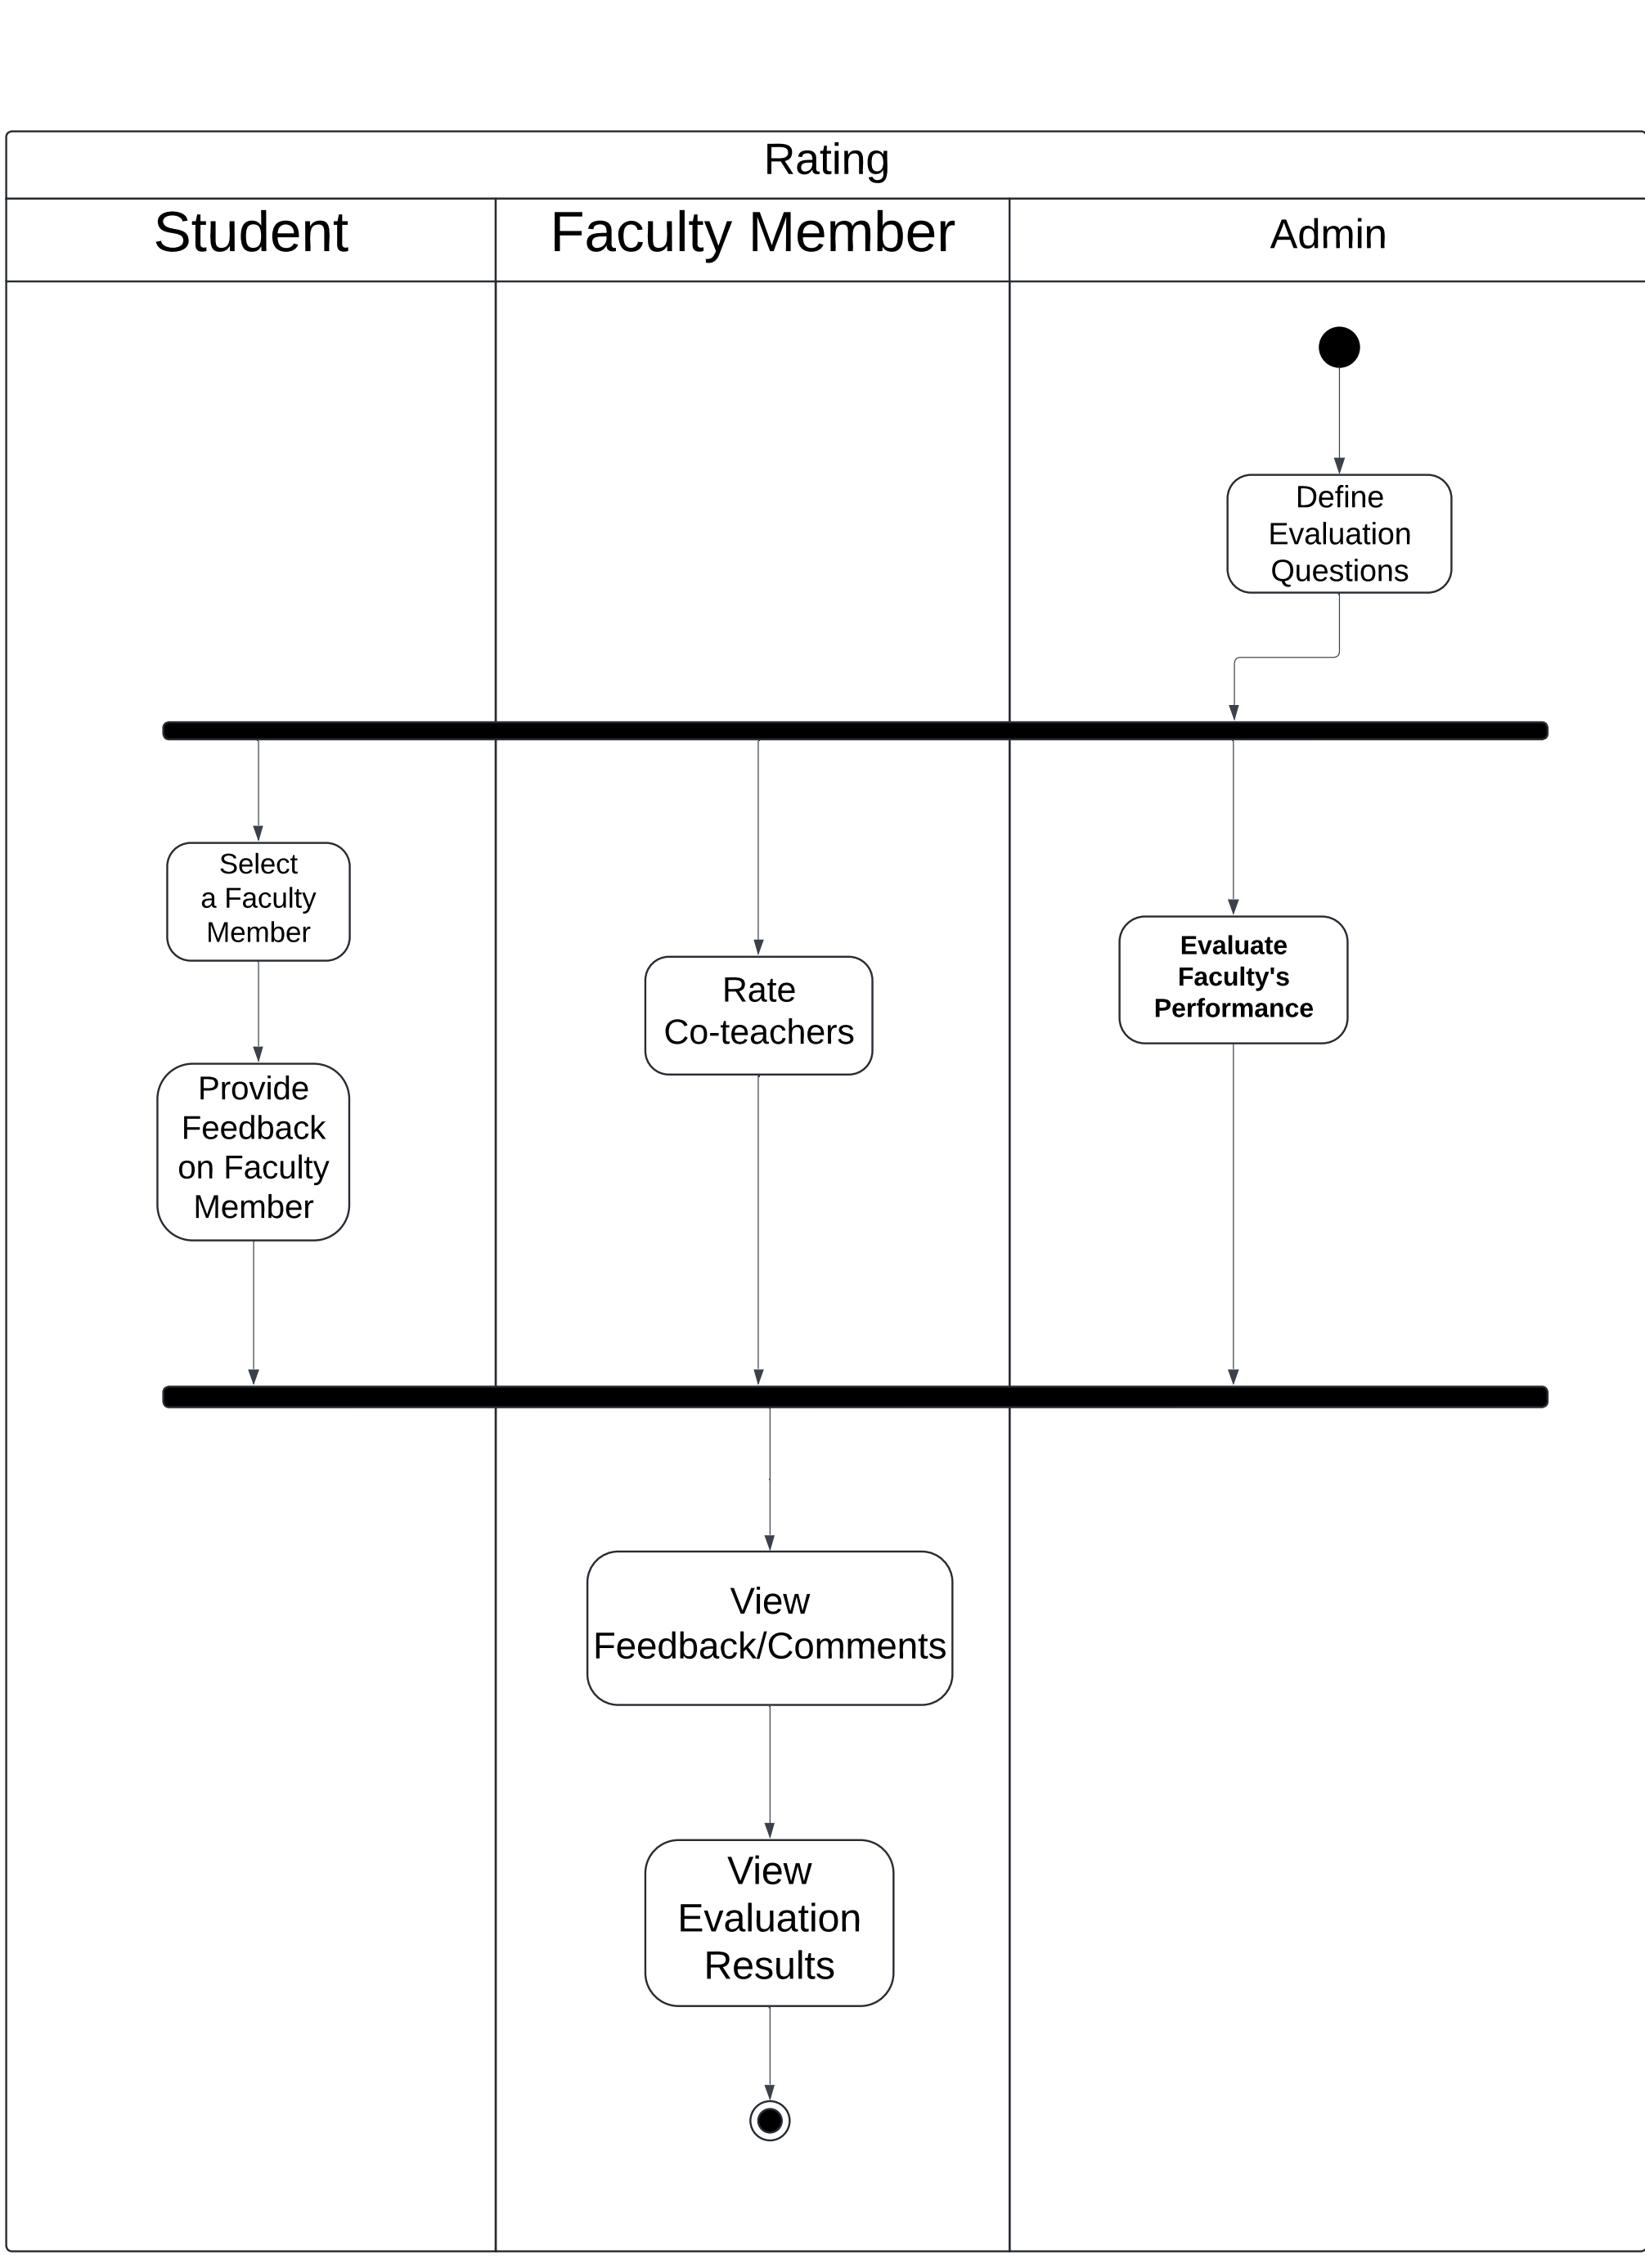 Rating
Student
Faculty Member
Admin
Define
Evaluation
Questions
Select
a Faculty
Member
Provide
Feedback
on Faculty
Member
Rate
Co-teachers
Evaluate
Faculty's
Performance
View
Feedback/Comments
View
Evaluation
Results